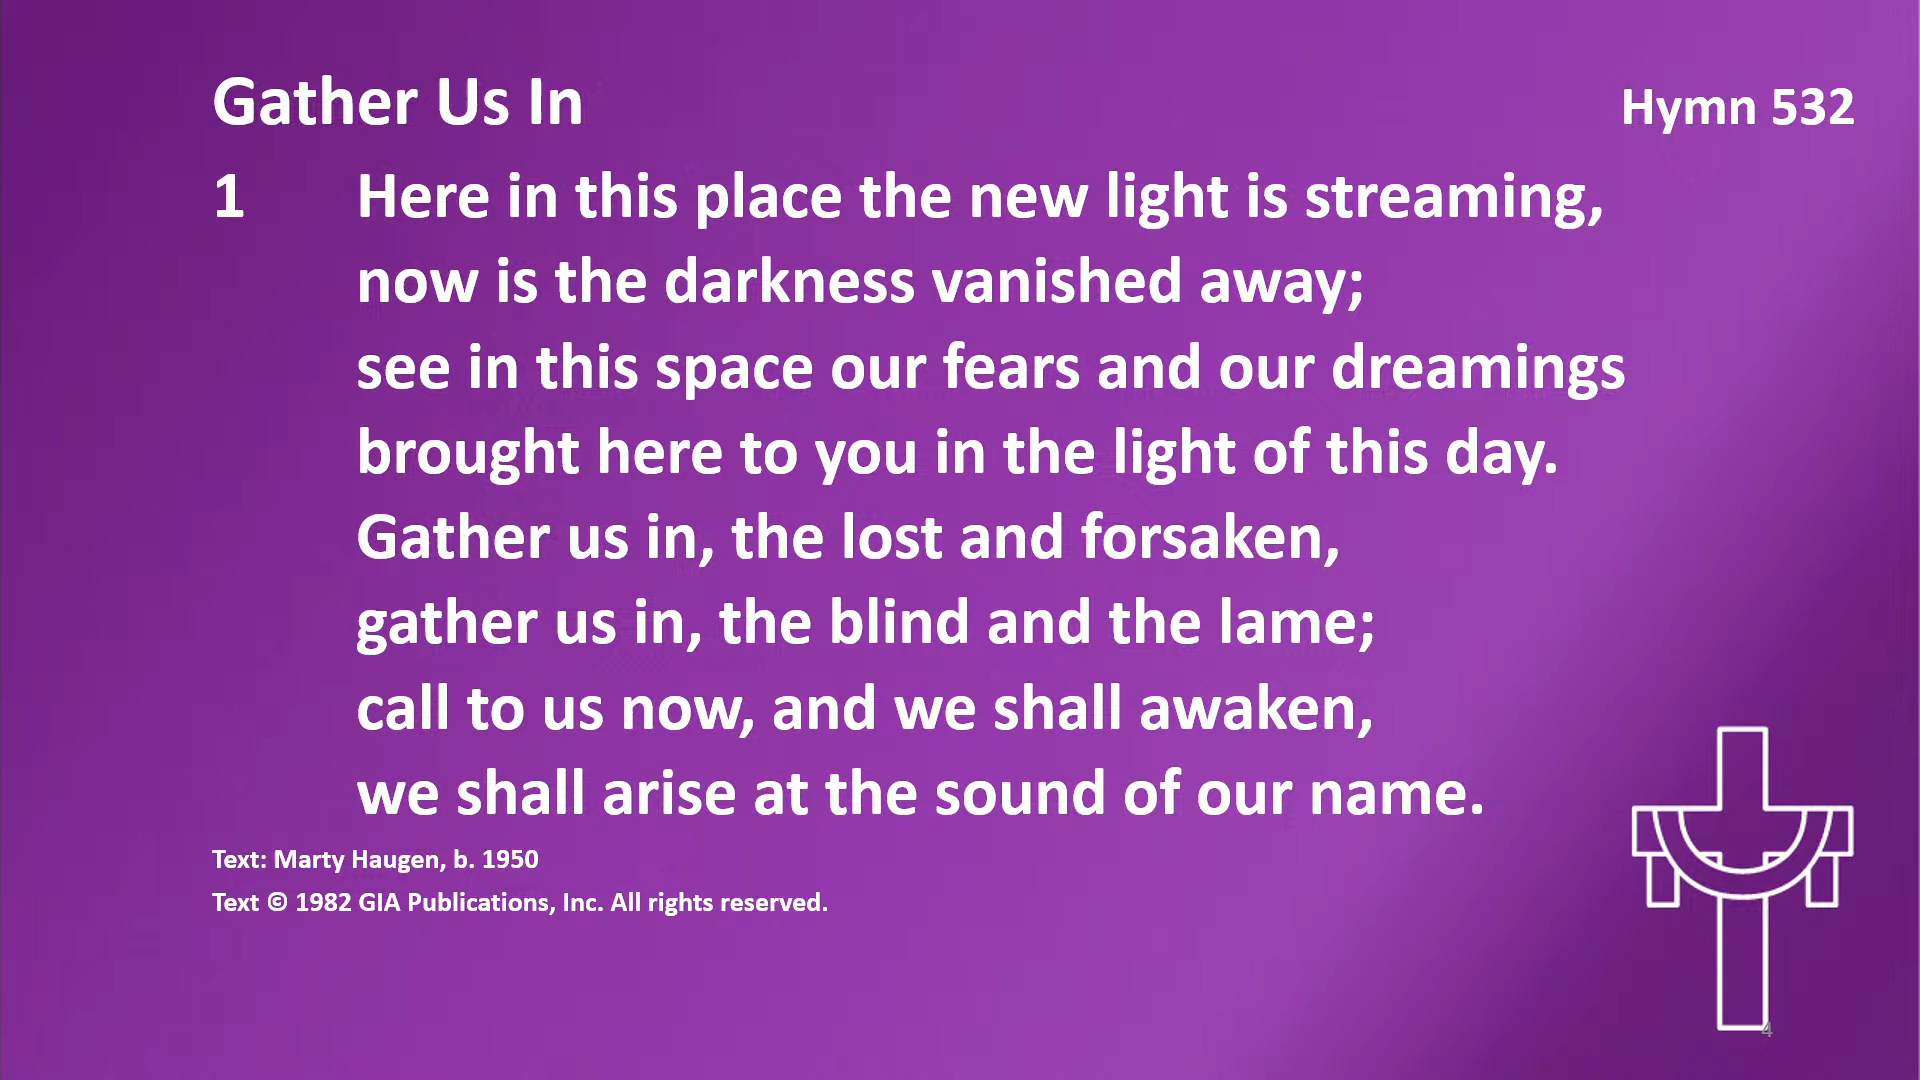 Gather Us In
Hymn 532
1 Here in this place the new light is streaming,
now is the darkness vanished away;
see in this space our fears and our dreamings
brought here to you in the light of this day.
Gather us in, the lost and forsaken,
gather us in, the blind and the lame;
call to us now, and we shall awaken,
we shall arise at the sound of our name.
Text: Marty Haugen, b. 1950
Text © 1982 GIA Publications, Inc. All rights reserved.
4